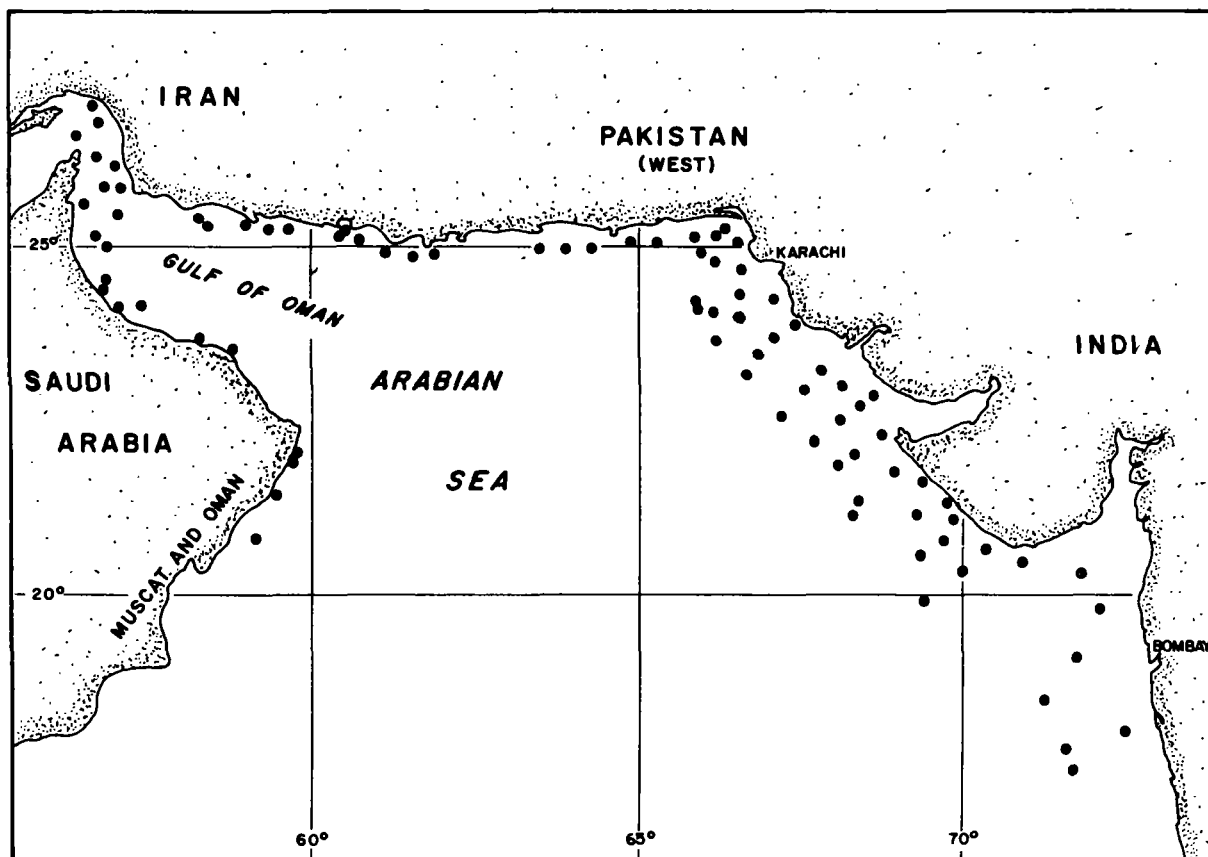 IRAN
PAKISTAN
(WEST)
KARACHI
25°
GULF OF OMAN
INDIA
SAUDI
ARABIAN
ARABIA
SEA
MUSCAT AND OMAN
20°
BOMBAY
60°
65°
70°